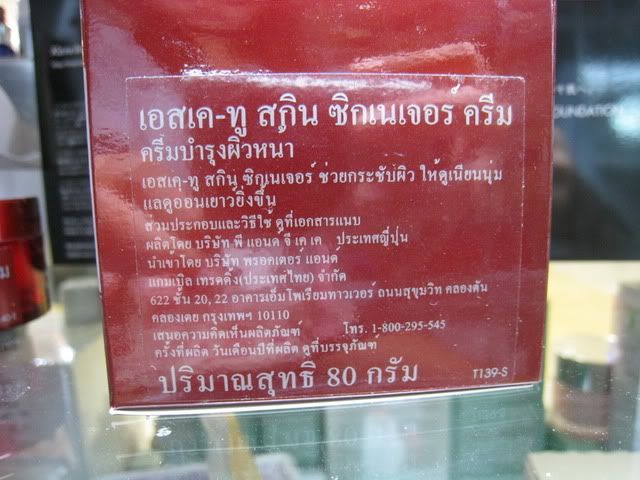 เอสเค-ทู สกิน ซิกเนเจอร์ ครีม
ครีมบำรุงผิวหน้า
เอสเค-ทู สกิน ซิกเนเจอร์ ช่วยกระชับผิว ให้ดูเนียนนุ่ม
แลดูอ่อนเยาว์ยิ่งขึ้น
ส่วนประกอบและวิธีใช้ ดูที่เอกสารแนบ
ผลิตโดย บริษัท พี แอนด์ จี เค เค ประเทศญี่ปุ่น
นำเข้าโดย บริษัท พรอคเตอร์ แอนด์
แกมเบิล เทรดดิ้ง(ประเทศไทย) จำกัด
622 ชั้น 20, 22 อาคารเอ็มโพเรียมทาวเวอร์ ถนนสุขุมวิท คลองตัน
คลองเตย กรุงเทพฯ 10110
เสนอความคิดเห็นผลิตภัณฑ์ โทร. 1-800-295-545
ครั้งที่ผลิต วันเดือนปีที่ผลิต ดูที่บรรจุภัณฑ์
ปริมาณสุทธิ 80 กรัม
T139-S
OUNDATION